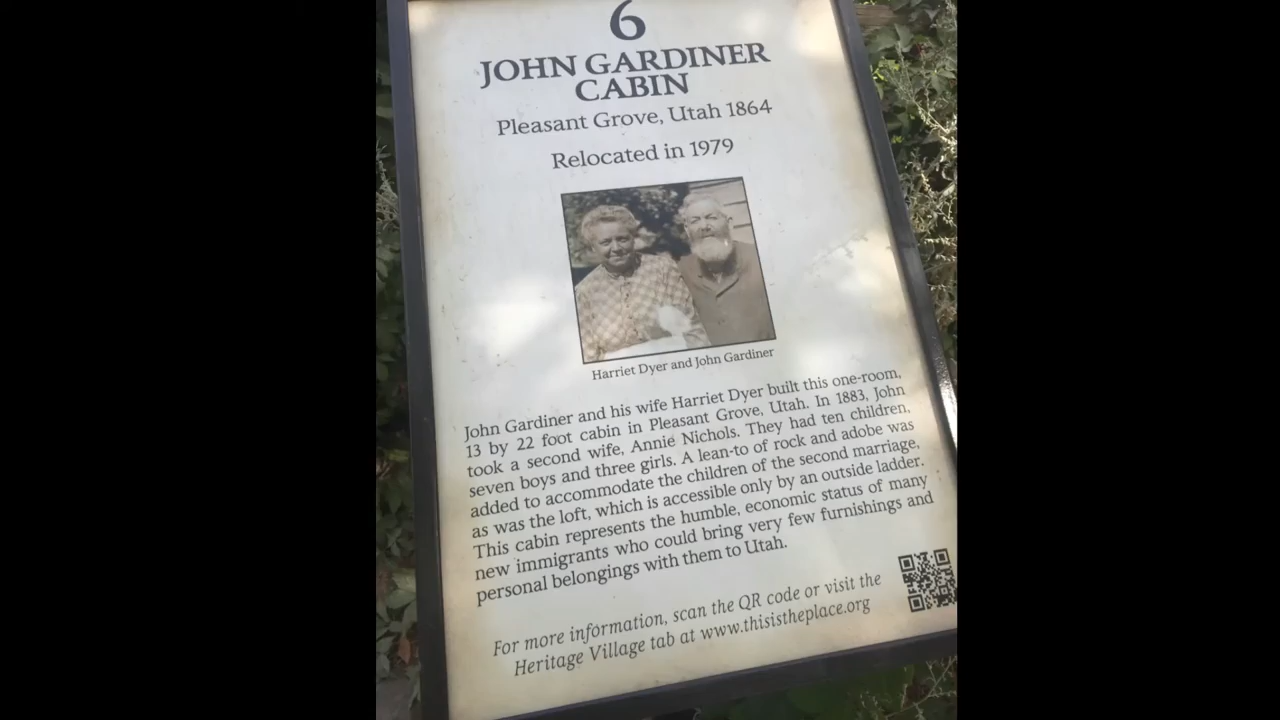 6
JOHN GARDINER
CABIN
Pleasant Grove, Utah 1864
Relocated in 1979
Harriet Dyer and John Gardiner
John Gardiner and his wife Harriet Dyer built this one-room,
13 by 22 foot cabin in Pleasant Grove, Utah. In 1883, John
took a second wife, Annie Nichols. They had ten children,
seven boys and three girls. A lean-to of rock and adobe was
added to accommodate the children of the second marriage,
as was the loft, which is accessible only by an outside ladder.
This cabin represents the humble, economic status of many
new immigrants who could bring very few furnishings and
personal belongings with them to Utah.
For more information, scan the QR code or visit the
Heritage Village tab at www.thisistheplace.org